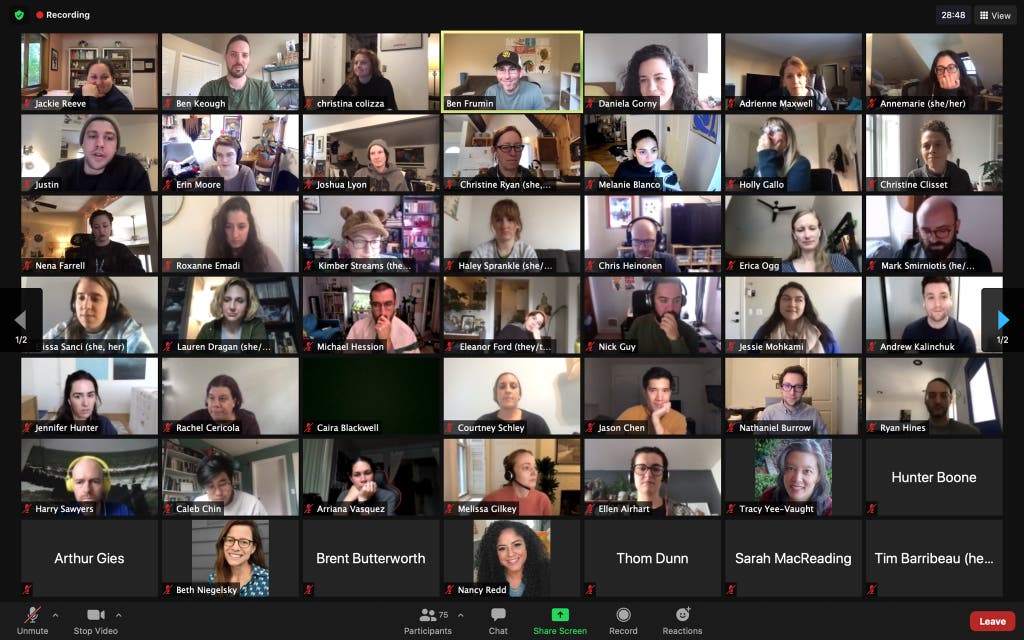 Recording
28:48
View
Jackie Reeve
Ben Keough
christina colizza
Ben Frumin
Daniela Gorny
Adrienne Maxwell
Annemarie (she/her)
Justin
Erin Moore
Joshua Lyon
Christine Ryan (she,...
Melanie Blanco
Holly Gallo
Christine Clisset
Nena Farrell
Roxanne Emadi
Kimber Streams (the...
Haley Sprankle (she/...
Chris Heinonen
Erica Ogg
Mark Smirniotis (he/...
1/2
issa Sanci (she, her)
Lauren Dragan (she/...
Michael Hession
Eleanor Ford (they/t...
Nick Guy
Jessie Mohkami
Andrew Kalinchuk
1/2
Jennifer Hunter
Rachel Cericola
Caira Blackwell
Courtney Schley
Jason Chen
Nathaniel Burrow
Ryan Hines
Harry Sawyers
Caleb Chin
Arriana Vasquez
Melissa Gilkey
Ellen Airhart
Tracy Yee-Vaught
Hunter Boone
Arthur Gies
Beth Niegelsky
Brent Butterworth
Nancy Redd
Thom Dunn
Sarah MacReading
Tim Barribeau (he...
Unmute
Stop Video
75
Participants
Chat
Share Screen
Record
Reactions
Leave